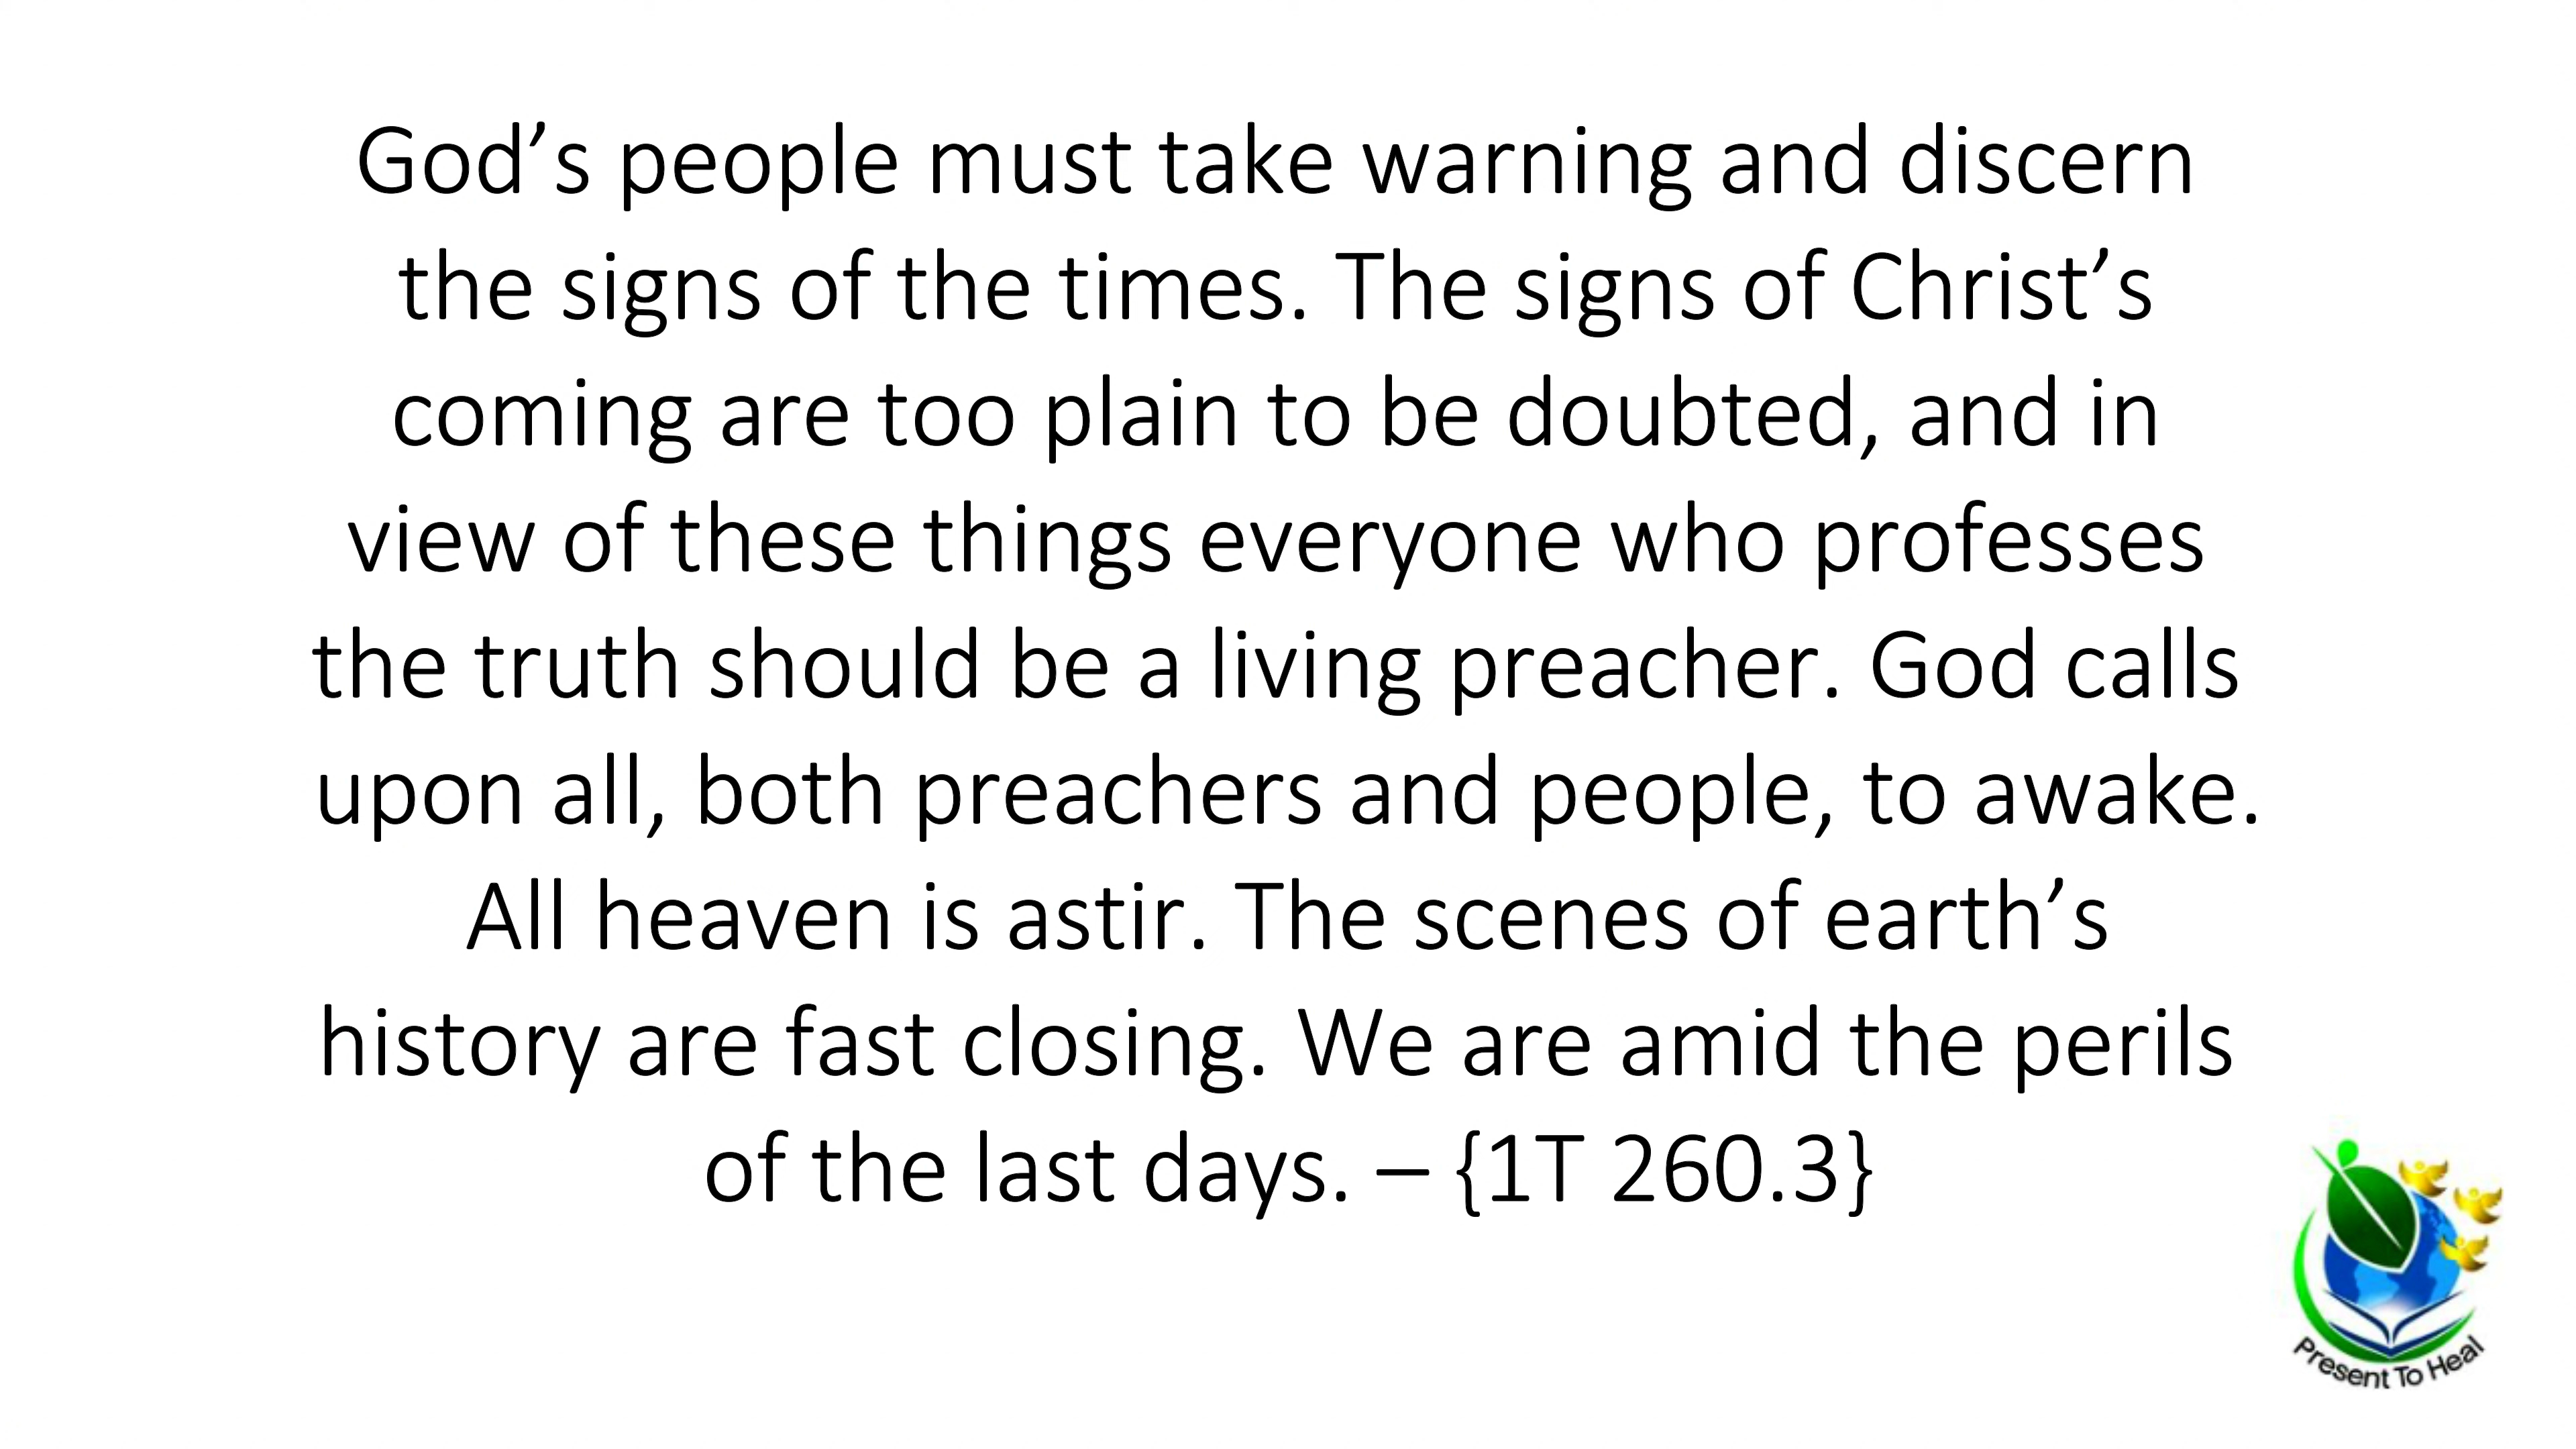 God’s people must take warning and discern
the signs of the times. The signs of Christ’s
coming are too plain to be doubted, and in
view of these things everyone who professes
the truth should be a living preacher. God calls
upon all, both preachers and people, to awake.
All heaven is astir. The scenes of earth’s
history are fast closing. We are amid the perils
of the last days. – {1T 260.3}
Present To Heal